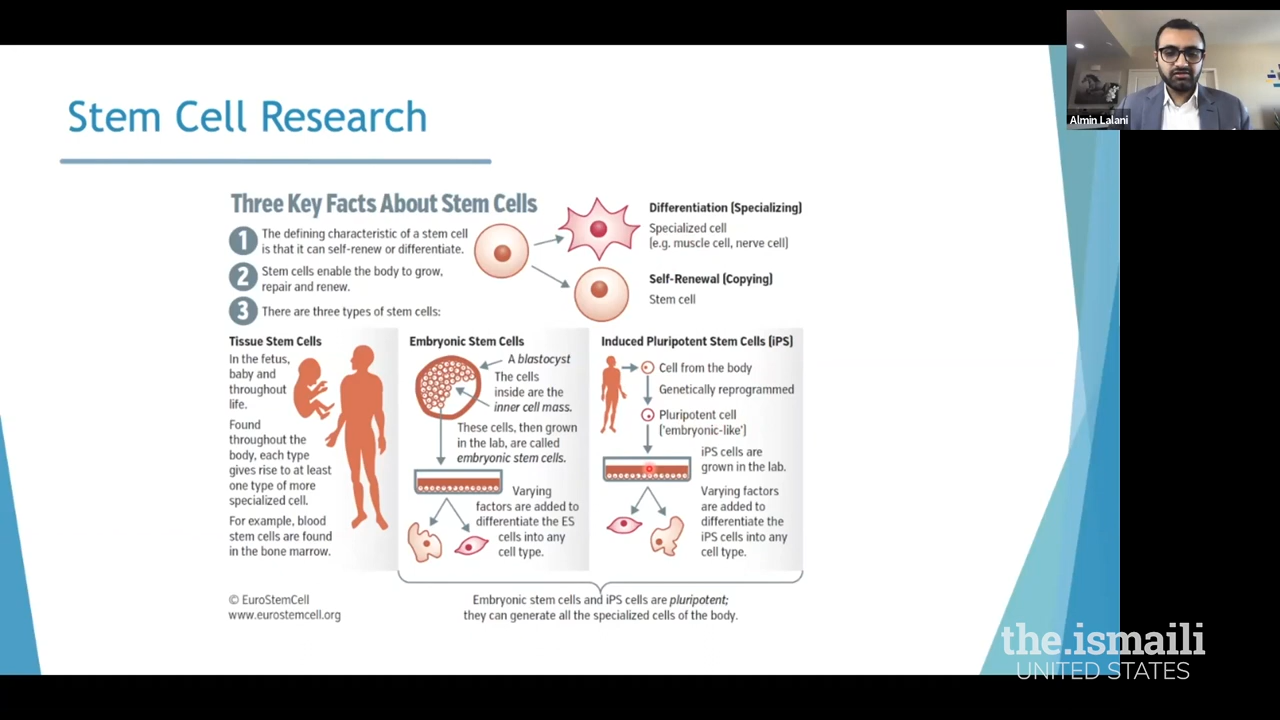 Almin Lalani
Stem Cell Research
Three Key Facts About Stem Cells
1 The defining characteristic of a stem cell
is that it can self-renew or differentiate.
2 Stem cells enable the body to grow,
repair and renew.
3 There are three types of stem cells:
Differentiation (Specializing)
Specialized cell
(e.g. muscle cell, nerve cell)
Self-Renewal (Copying)
Stem cell
Tissue Stem Cells
In the fetus,
baby and
throughout
life.
Found
throughout the
body, each type
gives rise to at least
one type of more
specialized cell.
For example, blood
stem cells are found
in the bone marrow.
Embryonic Stem Cells
A blastocyst
The cells
inside are the
inner cell mass.
These cells, then grown
in the lab, are called
embryonic stem cells.
Varying
factors are added to
differentiate the ES
cells into any
cell type.
Induced Pluripotent Stem Cells (iPS)
Cell from the body
Genetically reprogrammed
Pluripotent cell
('embryonic-like')
iPS cells are
grown in the lab.
Varying factors
are added to
differentiate the
iPS cells into any
cell type.
© EuroStemCell
www.eurostemcell.org
Embryonic stem cells and iPS cells are pluripotent;
they can generate all the specialized cells of the body.
the.ismaili
UNITED STATES